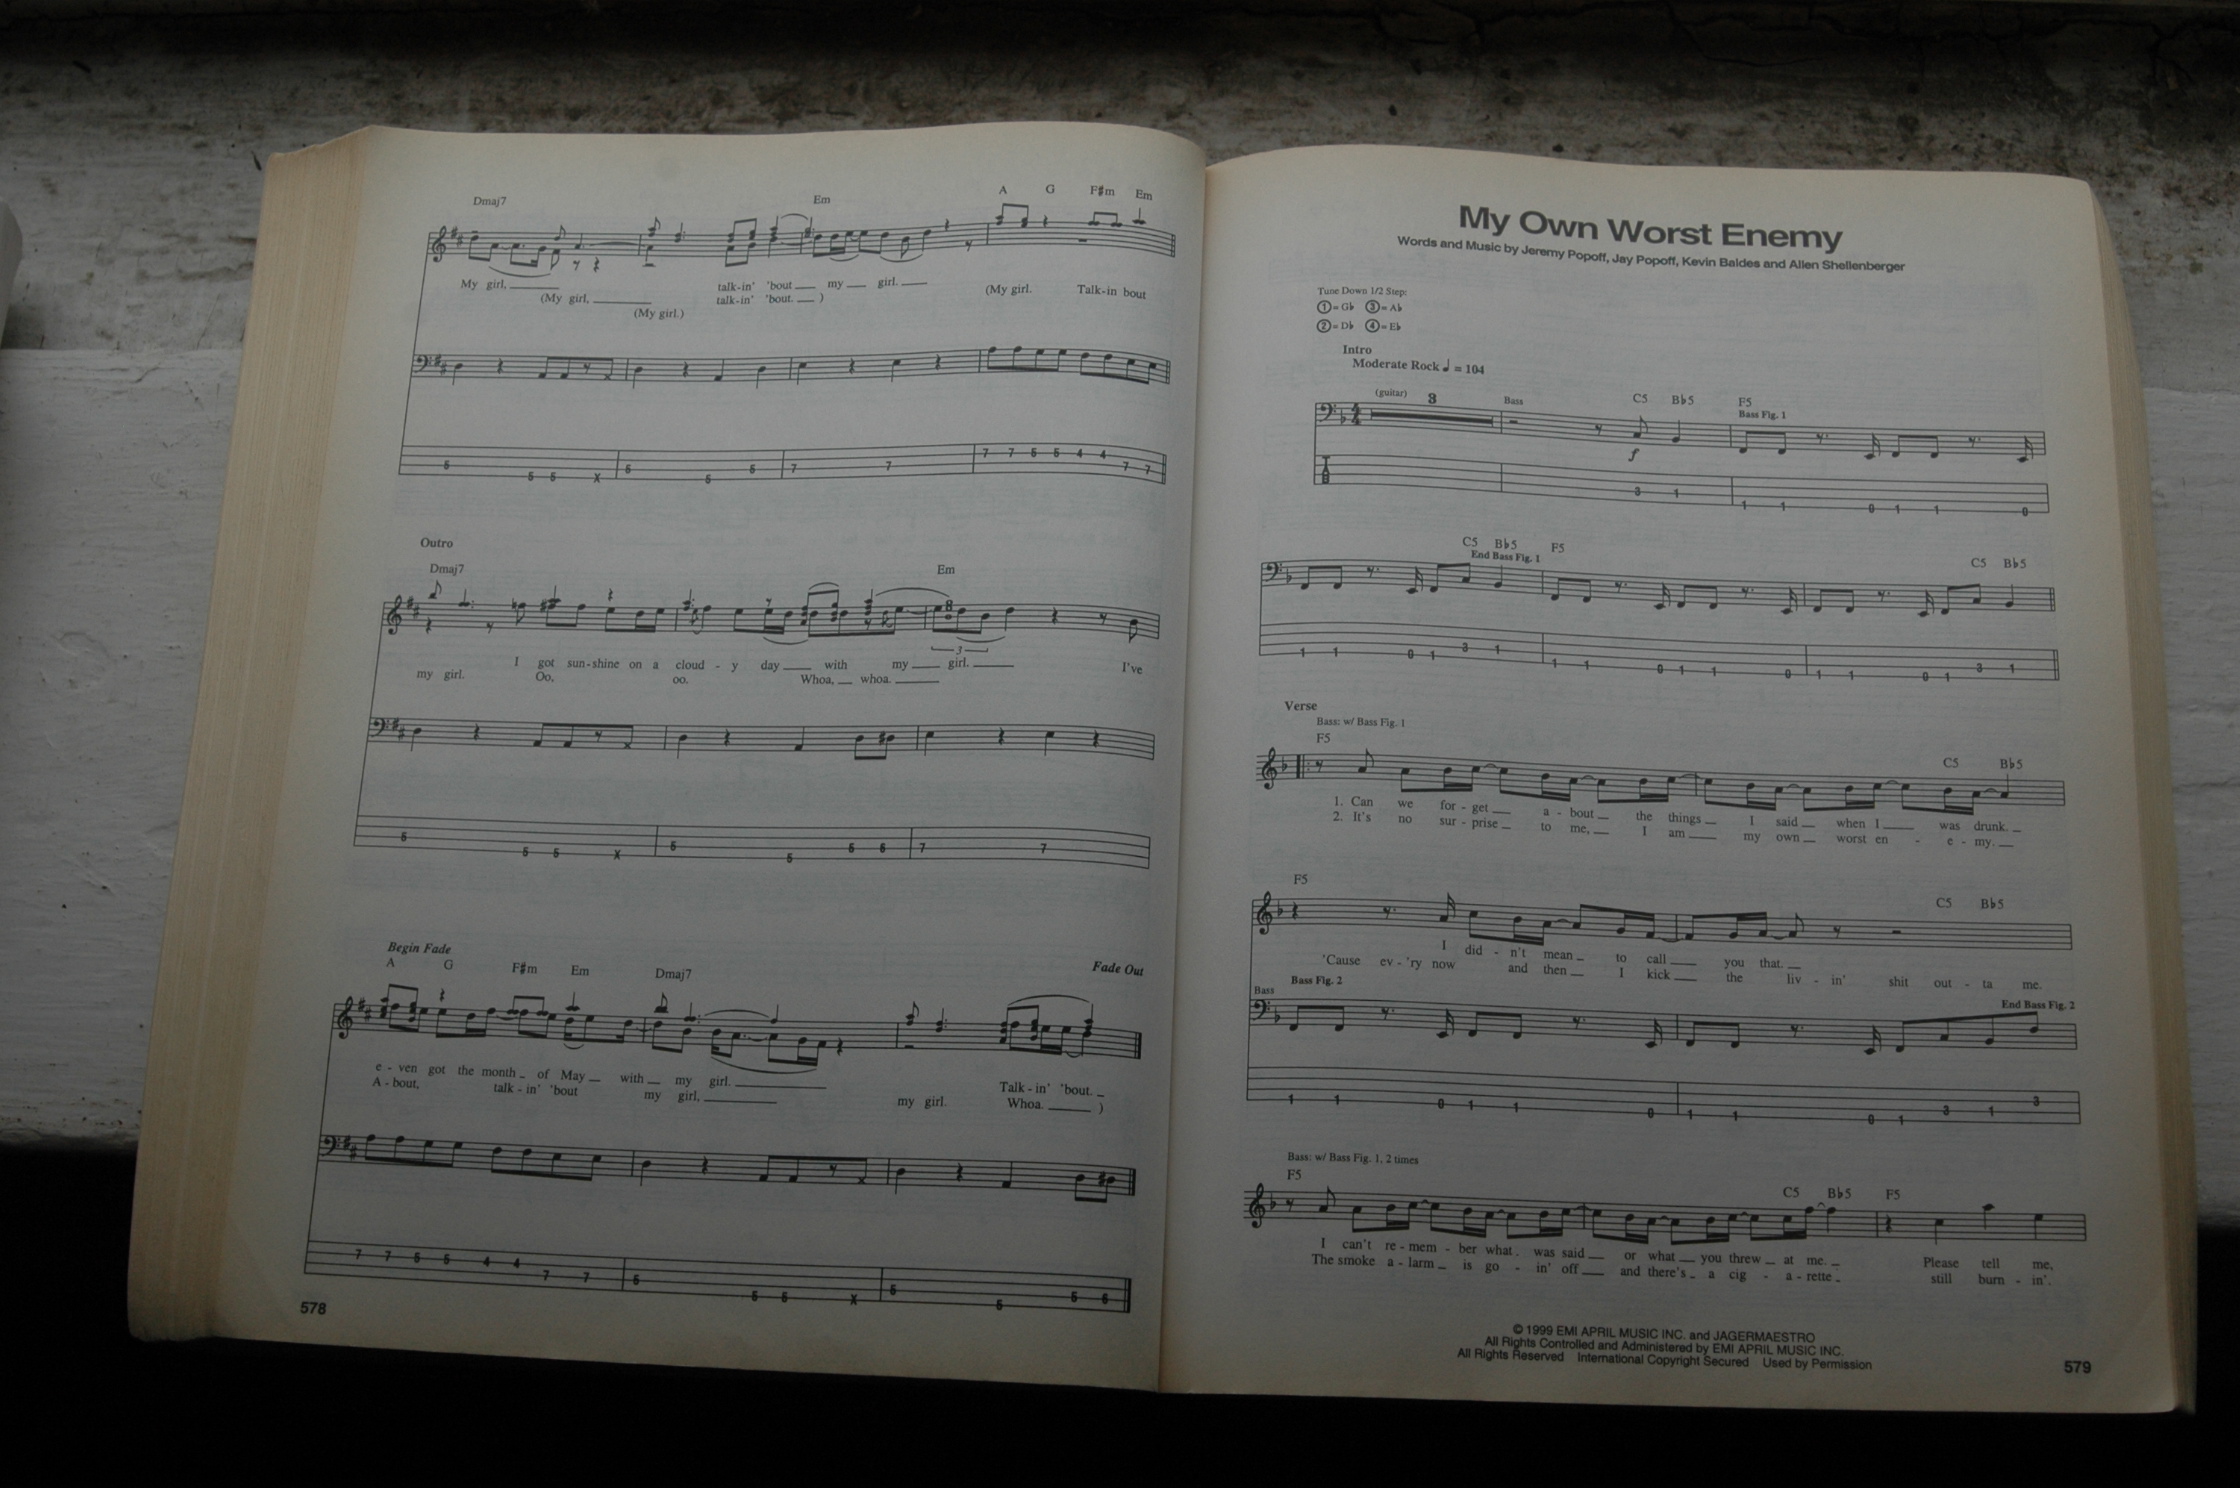 Dmaj7 Em A G F♯m Em
My girl, talk-in' 'bout my girl. (My girl. Talk-in bout
(My girl, talk-in' 'bout. )
(My girl.)
5 5 5 X 5 5 5 7 7 7 7 5 5 4 4 7 7
Outro
Dmaj7 Em
3
I got sun-shine on a cloud - y day with my girl. I've
my girl. Oo, oo. Whoa, whoa.
5 5 5 X 5 5 5 6 7 7
Begin Fade Fade Out
A G F♯m Em Dmaj7
e - ven got the month of May with my girl. Talk - in' 'bout.
A - bout, talk - in' 'bout my girl, my girl. Whoa. )
7 7 5 5 4 4 7 7 5 5 5 X 5 5 5 6
578
My Own Worst Enemy
Words and Music by Jeremy Popoff, Jay Popoff, Kevin Baldes and Allen Shellenberger
Tune Down 1/2 Step:
①= G♭ ③= A♭
②= D♭ ④= E♭
Intro
Moderate Rock ♩ = 104
(guitar) 3 Bass C5 B♭5 F5
Bass Fig. 1
4 4
f
T A B 3 1 1 1 0 1 1 0
C5 B♭5 F5 C5 B♭5
End Bass Fig. 1
1 1 0 1 3 1 1 1 0 1 1 0 1 1 0 1 3 1
Verse
Bass: w/ Bass Fig. 1
F5 C5 B♭5
1. Can we for - get a - bout the things I said when I was drunk.
2. It's no sur - prise to me, I am my own worst en - e - my.
F5 C5 B♭5
I did - n't mean to call you that.
'Cause ev - 'ry now and then I kick the liv - in' shit out - ta me.
Bass Bass Fig. 2 End Bass Fig. 2
1 1 0 1 1 0 1 1 0 1 3 1 3
Bass: w/ Bass Fig. 1, 2 times
F5 C5 B♭5 F5
I can't re - mem - ber what was said or what you threw at me. Please tell me,
The smoke a - larm is go - in' off and there's a cig - a - rette still burn - in'.
© 1999 EMI APRIL MUSIC INC. and JAGERMAESTRO
All Rights Controlled and Administered by EMI APRIL MUSIC INC.
All Rights Reserved International Copyright Secured Used by Permission
579